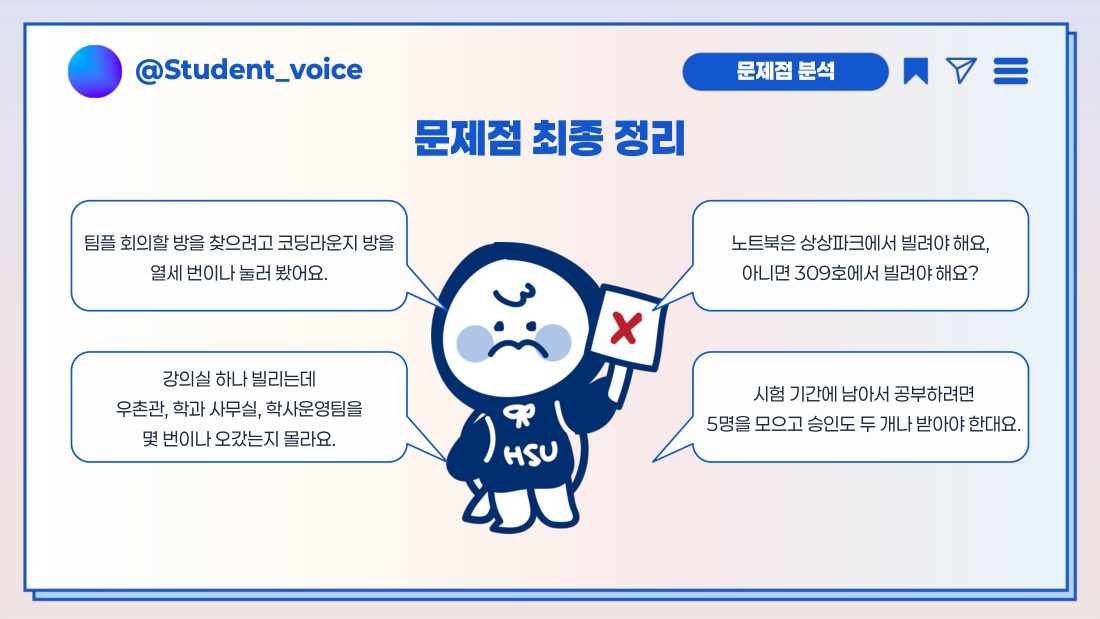 @Student_voice
문제점 분석
문제점 최종 정리
팀플 회의할 방을 찾으려고 코딩라운지 방을
열세 번이나 눌러 봤어요.
노트북은 상상파크에서 빌려야 해요,
아니면 309호에서 빌려야 해요?
강의실 하나 빌리는데
우촌관, 학과 사무실, 학사운영팀을
몇 번이나 오갔는지 몰라요.
시험 기간에 남아서 공부하려면
5명을 모으고 승인도 두 개나 받아야 한대요.
HSU